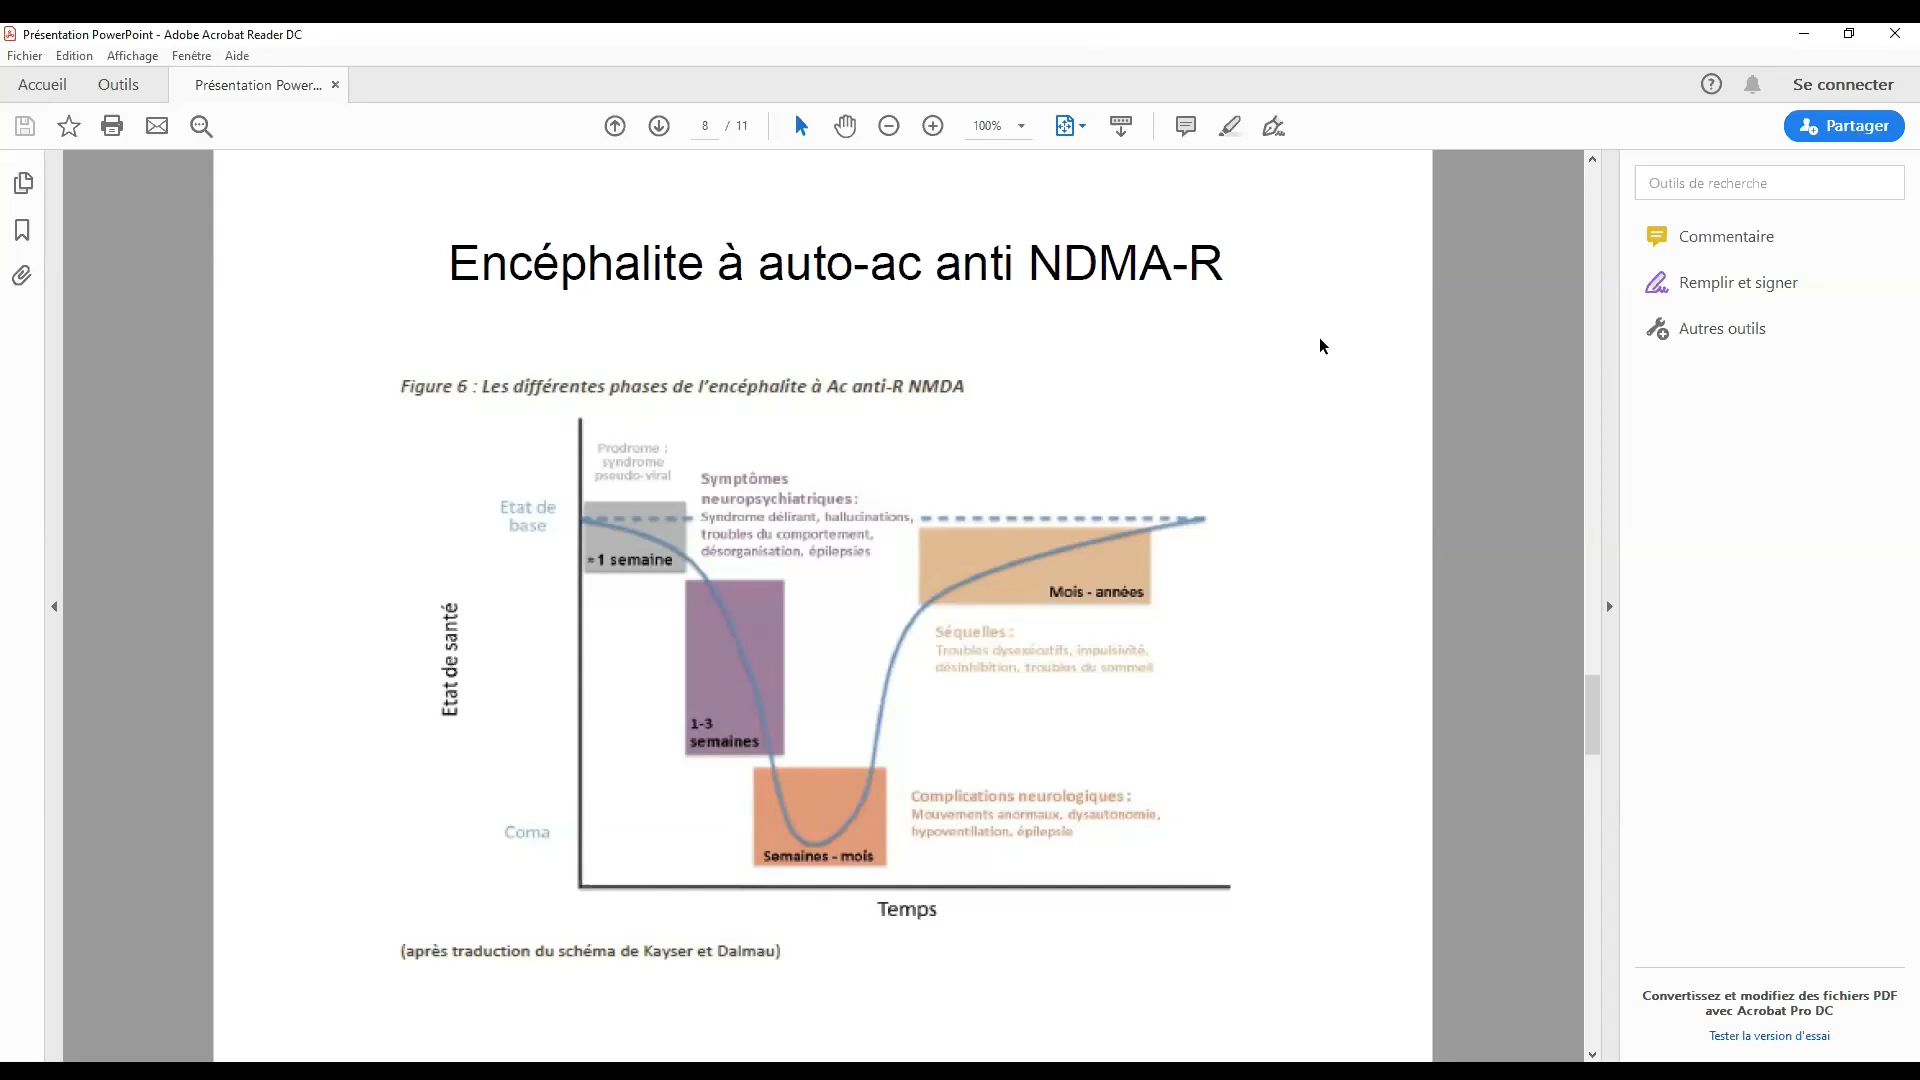 Présentation PowerPoint - Adobe Acrobat Reader DC
Fichier Edition Affichage Fenêtre Aide
Accueil Outils Présentation Power... Se connecter
8 / 11 100% Partager
Outils de recherche
Commentaire
Remplir et signer
Autres outils
Encéphalite à auto-ac anti NDMA-R
Figure 6 : Les différentes phases de l'encéphalite à Ac anti-R NMDA
Prodrome :
syndrome
pseudo-viral
Etat de
base
≈ 1 semaine
Symptômes
neuropsychiatriques :
Syndrome délirant, hallucinations,
troubles du comportement,
désorganisation, épilepsies
Mois - années
Séquelles :
Troubles dysexécutifs, impulsivité,
désinhibition, troubles du sommeil
Etat de santé
1-3
semaines
Complications neurologiques :
Mouvements anormaux, dysautonomie,
hypoventilation, épilepsie
Coma
Semaines - mois
Temps
(après traduction du schéma de Kayser et Dalmau)
Convertissez et modifiez des fichiers PDF
avec Acrobat Pro DC
Tester la version d'essai